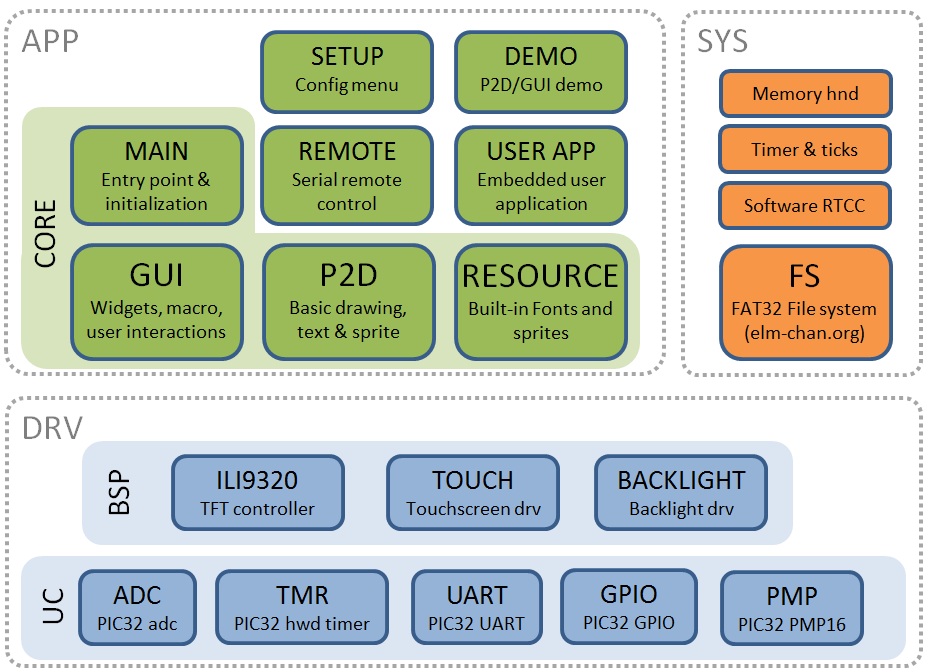 APP
SETUP
Config menu
DEMO
P2D/GUI demo
CORE
MAIN
Entry point &
initialization
REMOTE
Serial remote
control
USER APP
Embedded user
application
GUI
Widgets, macro,
user interactions
P2D
Basic drawing,
text & sprite
RESOURCE
Built-in Fonts and
sprites
SYS
Memory hnd
Timer & ticks
Software RTCC
FS
FAT32 File system
(elm-chan.org)
DRV
BSP
ILI9320
TFT controller
TOUCH
Touchscreen drv
BACKLIGHT
Backlight drv
UC
ADC
PIC32 adc
TMR
PIC32 hwd timer
UART
PIC32 UART
GPIO
PIC32 GPIO
PMP
PIC32 PMP16